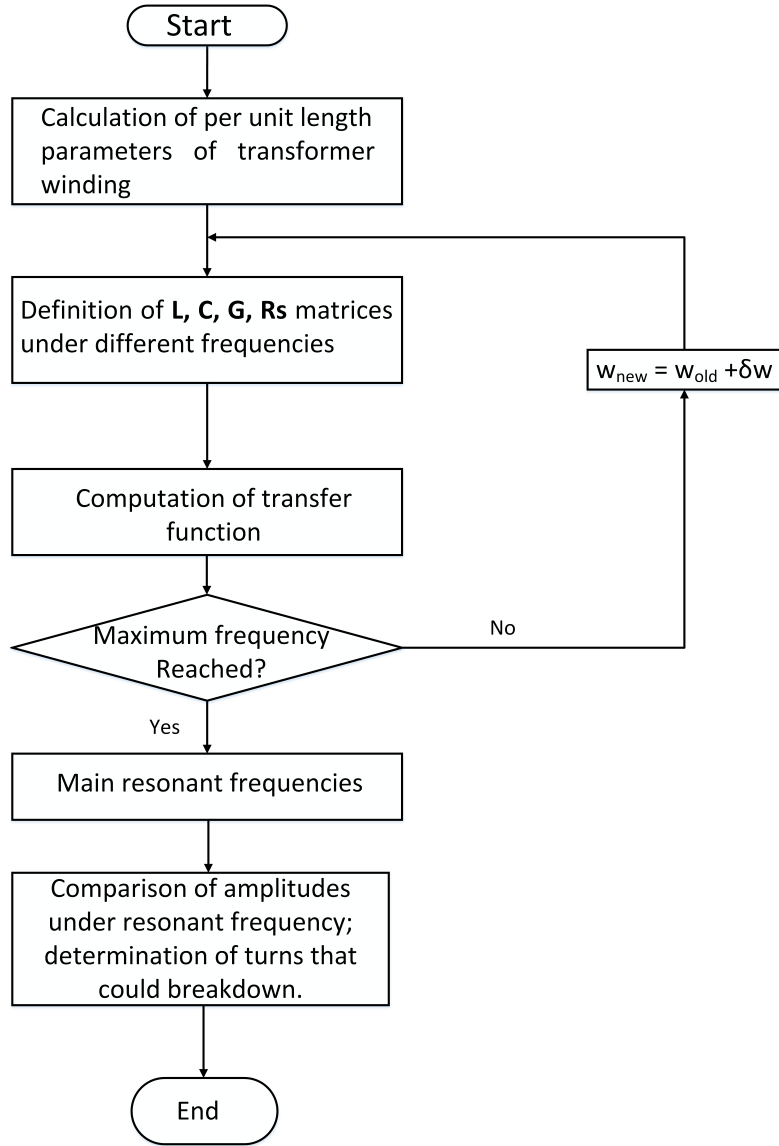 Start
Calculation of per unit length
parameters of transformer
winding
Definition of L, C, G, Rs matrices
under different frequencies
wnew = wold +δw
Computation of transfer
function
Maximum frequency
Reached?
No
Yes
Main resonant frequencies
Comparison of amplitudes
under resonant frequency;
determination of turns that
could breakdown.
End